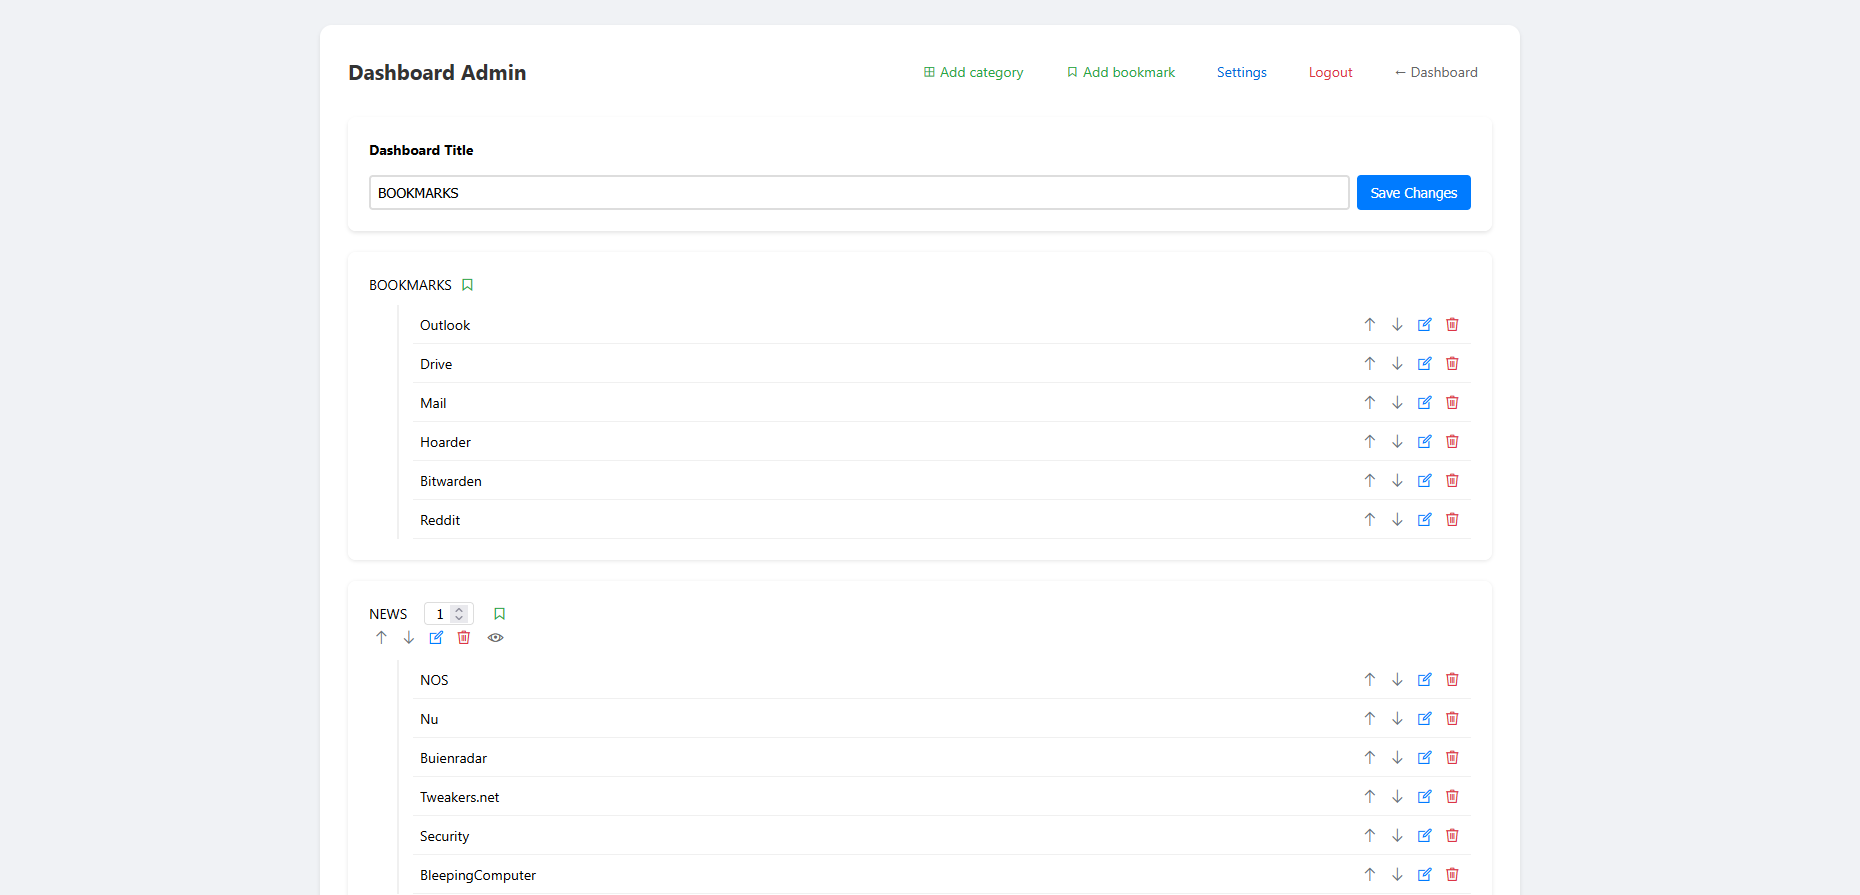 Dashboard Admin
Add category
Add bookmark
Settings
Logout
← Dashboard
Dashboard Title
BOOKMARKS
Save Changes
BOOKMARKS
Outlook
Drive
Mail
Hoarder
Bitwarden
Reddit
NEWS 1
NOS
Nu
Buienradar
Tweakers.net
Security
BleepingComputer